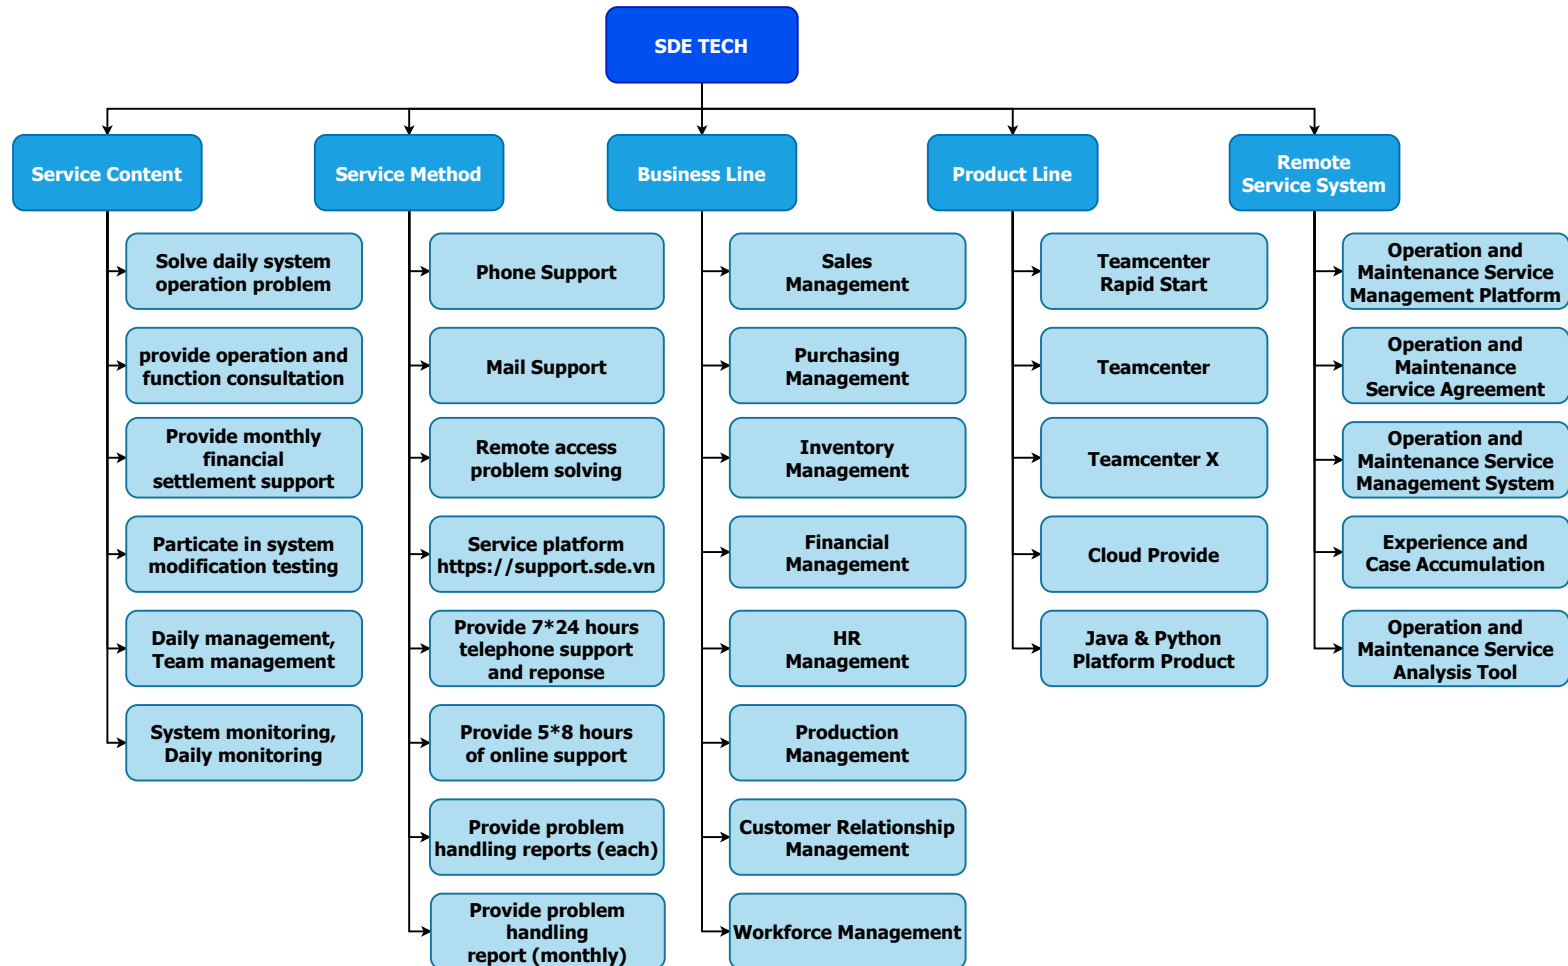 SDE TECH
Service Content
Service Method
Business Line
Product Line
Remote
Service System
Solve daily system
operation problem
provide operation and
function consultation
Provide monthly
financial
settlement support
Particate in system
modification testing
Daily management,
Team management
System monitoring,
Daily monitoring
Phone Support
Mail Support
Remote access
problem solving
Service platform
https://support.sde.vn
Provide 7*24 hours
telephone support
and reponse
Provide 5*8 hours
of online support
Provide problem
handling reports (each)
Provide problem
handling
report (monthly)
Sales
Management
Purchasing
Management
Inventory
Management
Financial
Management
HR
Management
Production
Management
Customer Relationship
Management
Workforce Management
Teamcenter
Rapid Start
Teamcenter
Teamcenter X
Cloud Provide
Java & Python
Platform Product
Operation and
Maintenance Service
Management Platform
Operation and
Maintenance
Service Agreement
Operation and
Maintenance Service
Management System
Experience and
Case Accumulation
Operation and
Maintenance Service
Analysis Tool